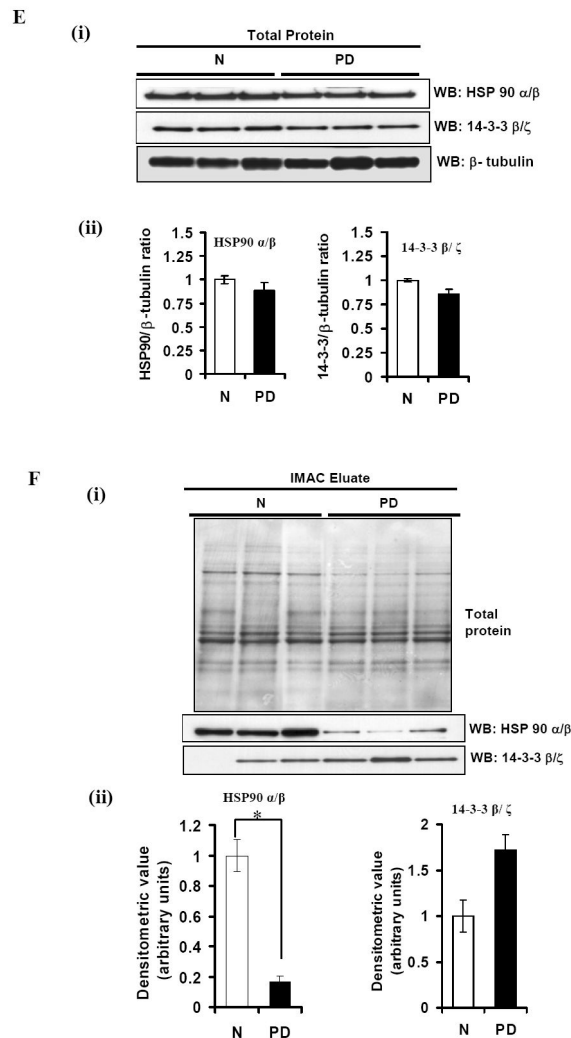 E
(i)
Total Protein
N PD
WB: HSP 90 α/β
WB: 14-3-3 β/ζ
WB: β- tubulin
(ii)
HSP90 α/β
HSP90/β-tubulin ratio
1.5
1.25
1
0.75
0.5
0.25
0
N PD
14-3-3 β/ ζ
14-3-3/β-tubulin ratio
1.5
1.25
1
0.75
0.5
0.25
0
N PD
F
(i)
IMAC Eluate
N PD
Total
protein
WB: HSP 90 α/β
WB: 14-3-3 β/ζ
(ii)
HSP90 α/β
*
Densitometric value
(arbitrary units)
1.2
1
0.8
0.6
0.4
0.2
0
N PD
14-3-3 β/ ζ
Densitometric value
(arbitrary units)
2
1.5
1
0.5
0
N PD